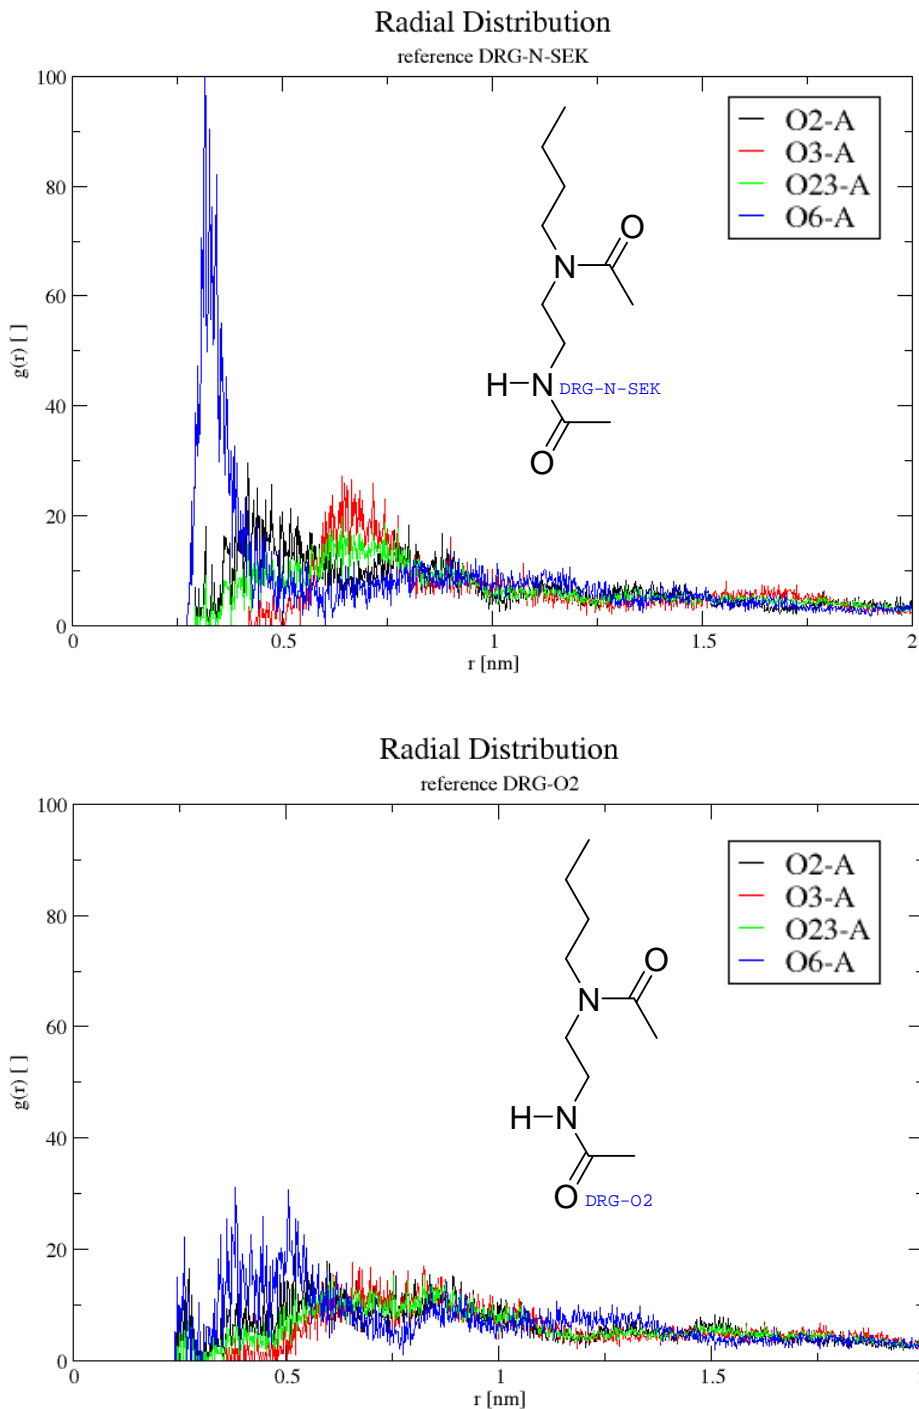 Radial Distribution
reference DRG-N-SEK
100
80
60
40
20
0
g(r) [ ]
O2-A
O3-A
O23-A
O6-A
O
N
H
N
DRG-N-SEK
O
0
0.5
1
1.5
2
r [nm]
Radial Distribution
reference DRG-O2
100
80
60
40
20
0
g(r) [ ]
O2-A
O3-A
O23-A
O6-A
O
N
H
N
O
DRG-O2
0
0.5
1
1.5
r [nm]